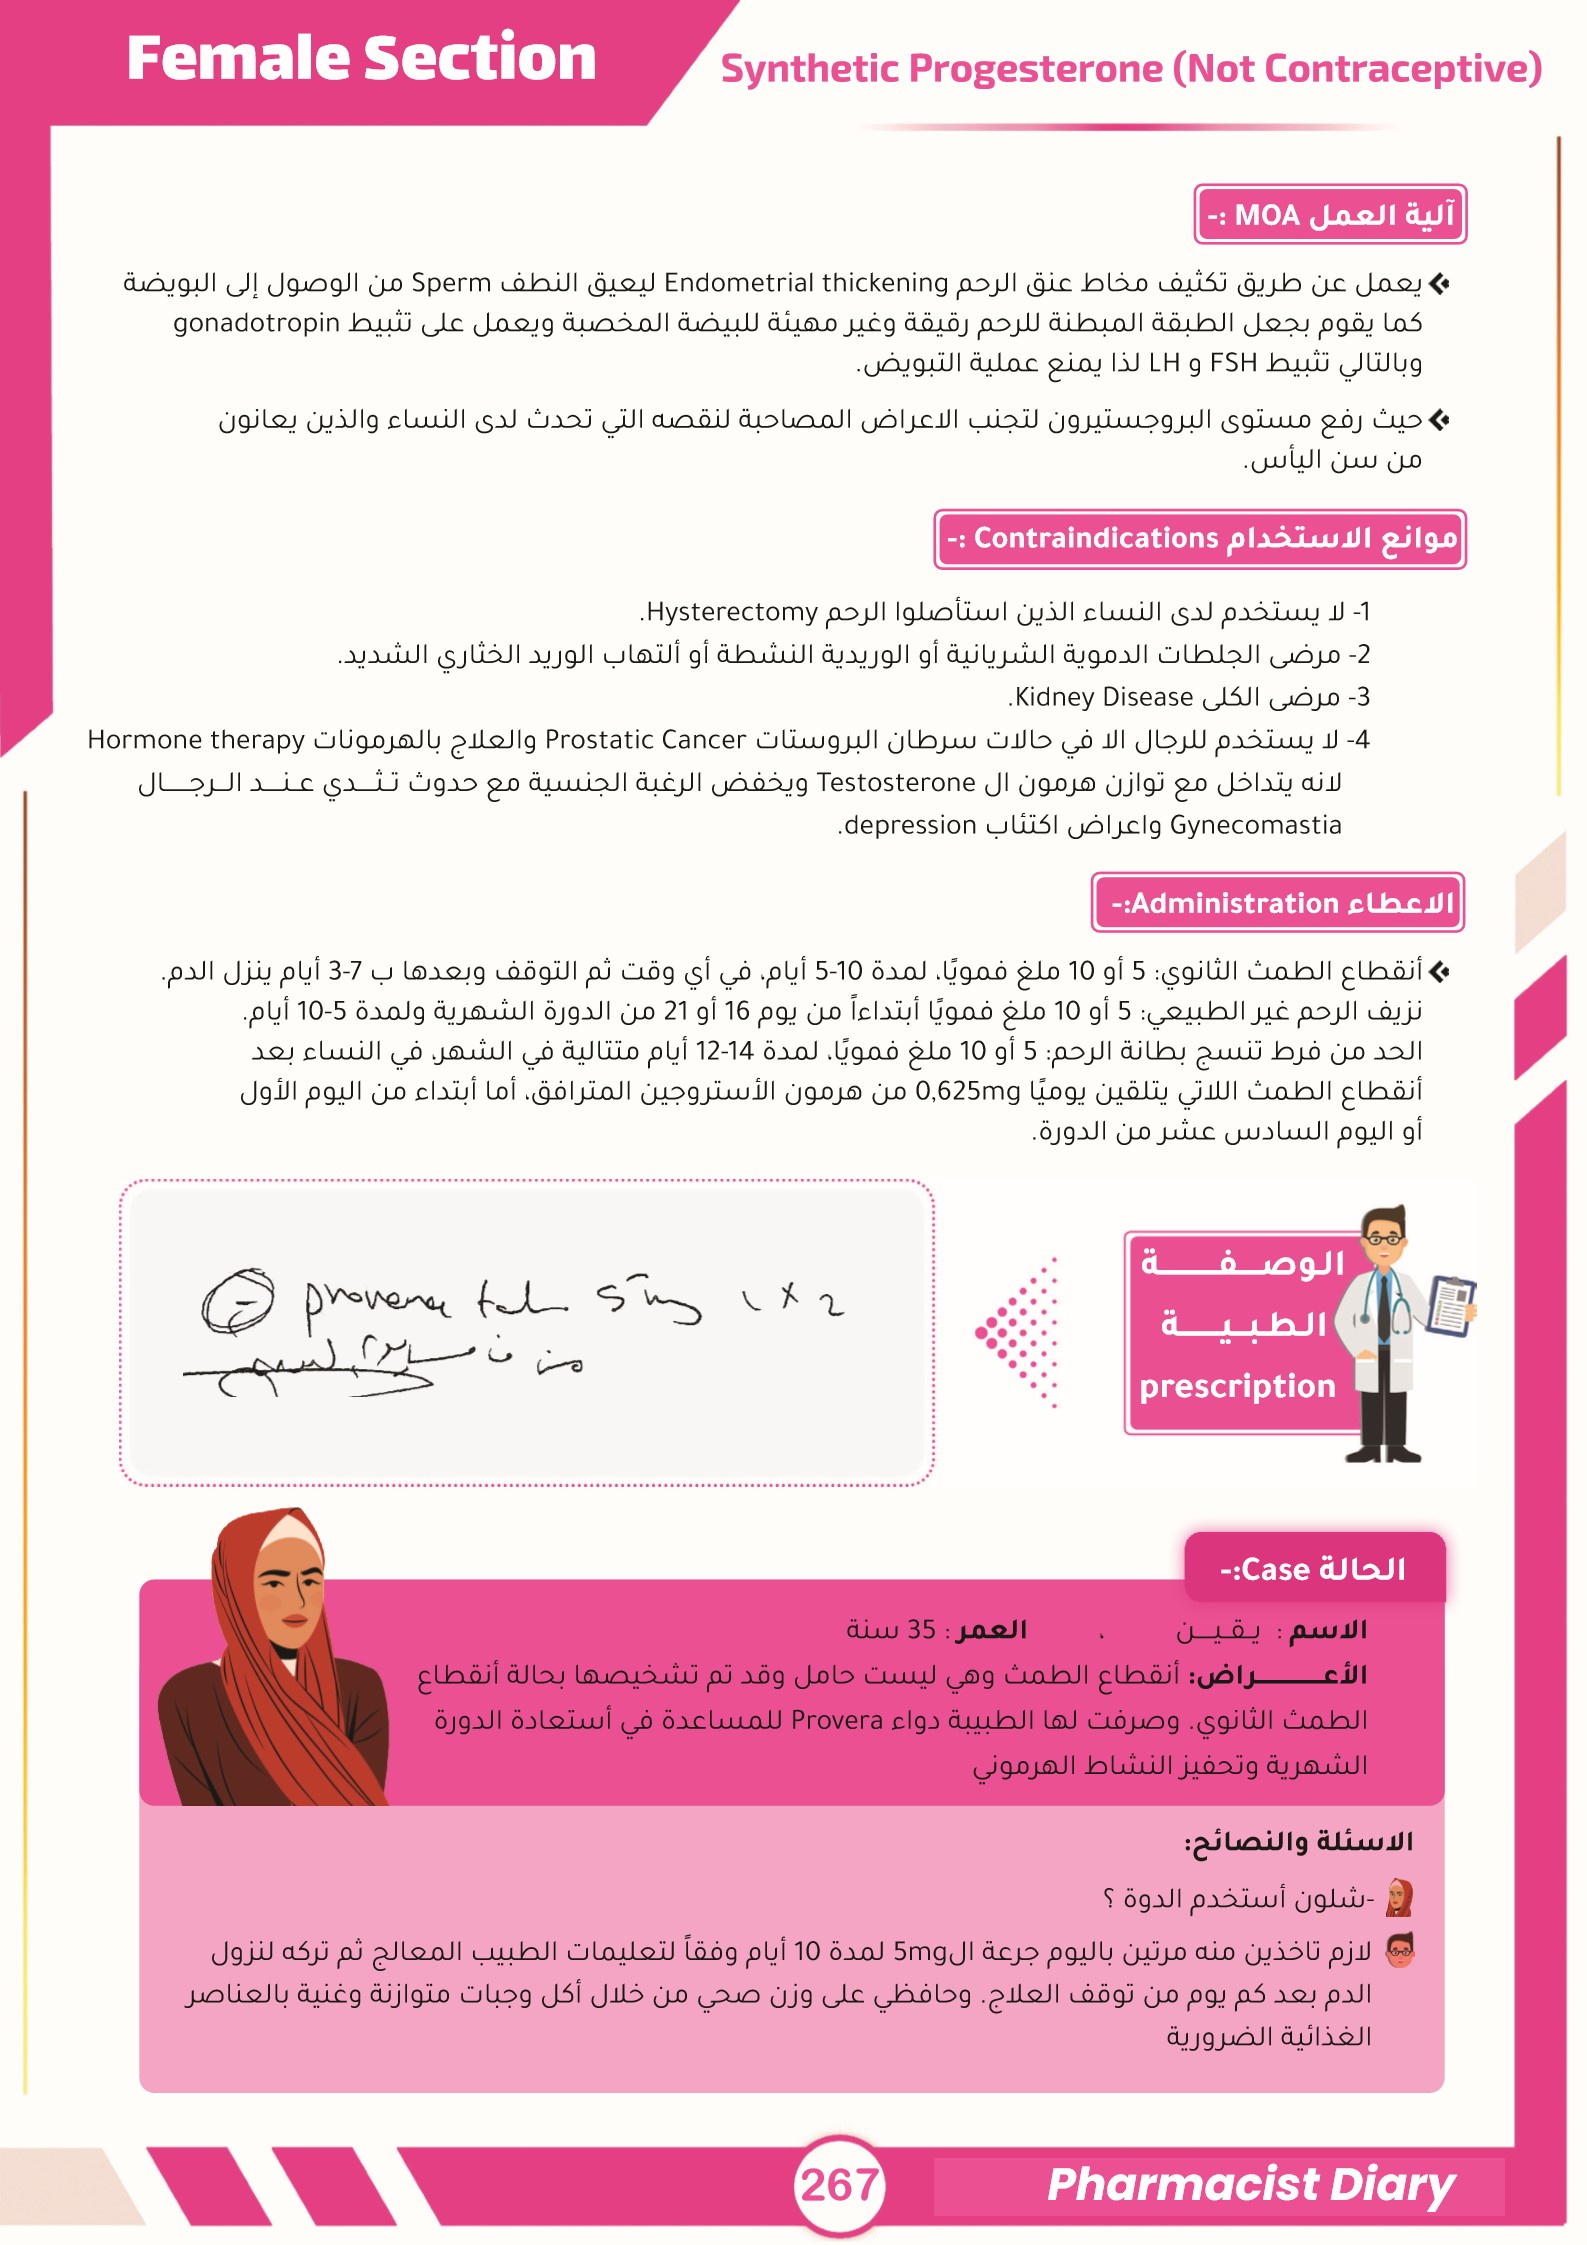 Female Section
Synthetic Progesterone (Not Contraceptive)
آلية العمل MOA :-
يعمل عن طريق تكثيف مخاط عنق الرحم Endometrial thickening ليعيق النطف Sperm من الوصول إلى البويضة
كما يقوم بجعل الطبقة المبطنة للرحم رقيقة وغير مهيئة للبيضة المخصبة ويعمل على تثبيط gonadotropin
وبالتالي تثبيط FSH و LH لذا يمنع عملية التبويض.
حيث رفع مستوى البروجستيرون لتجنب الاعراض المصاحبة لنقصه التي تحدث لدى النساء والذين يعانون
من سن اليأس.
موانع الاستخدام Contraindications :-
1- لا يستخدم لدى النساء الذين استأصلوا الرحم Hysterectomy.
2- مرضى الجلطات الدموية الشريانية أو الوريدية النشطة أو ألتهاب الوريد الخثاري الشديد.
3- مرضى الكلى Kidney Disease.
4- لا يستخدم للرجال الا في حالات سرطان البروستات Prostatic Cancer والعلاج بالهرمونات Hormone therapy
لانه يتداخل مع توازن هرمون ال Testosterone ويخفض الرغبة الجنسية مع حدوث تـثـــدي عـنـــد الــرجـــــال
Gynecomastia واعراض اكتئاب depression.
الاعطاء Administration:-
أنقطاع الطمث الثانوي: 5 أو 10 ملغ فمويًا، لمدة 10-5 أيام، في أي وقت ثم التوقف وبعدها ب 7-3 أيام ينزل الدم.
نزيف الرحم غير الطبيعي: 5 أو 10 ملغ فمويًا أبتداءاً من يوم 16 أو 21 من الدورة الشهرية ولمدة 5-10 أيام.
الحد من فرط تنسج بطانة الرحم: 5 أو 10 ملغ فمويًا، لمدة 14-12 أيام متتالية في الشهر، في النساء بعد
أنقطاع الطمث اللاتي يتلقين يوميًا 0,625mg من هرمون الأستروجين المترافق، أما أبتداء من اليوم الأول
أو اليوم السادس عشر من الدورة.
الوصـــفـــــــة
الـطـبـيـــــة
prescription
provera tab 5mg 1 x 2
الحالة Case:-
الاسم : يـقـيـــن ، العمر : 35 سنة
الأعـــــــــراض: أنقطاع الطمث وهي ليست حامل وقد تم تشخيصها بحالة أنقطاع
الطمث الثانوي. وصرفت لها الطبيبة دواء Provera للمساعدة في أستعادة الدورة
الشهرية وتحفيز النشاط الهرموني
الاسئلة والنصائح:
-شلون أستخدم الدوة ؟
لازم تاخذين منه مرتين باليوم جرعة ال5mg لمدة 10 أيام وفقاً لتعليمات الطبيب المعالج ثم تركه لنزول
الدم بعد كم يوم من توقف العلاج. وحافظي على وزن صحي من خلال أكل وجبات متوازنة وغنية بالعناصر
الغذائية الضرورية
267
Pharmacist Diary